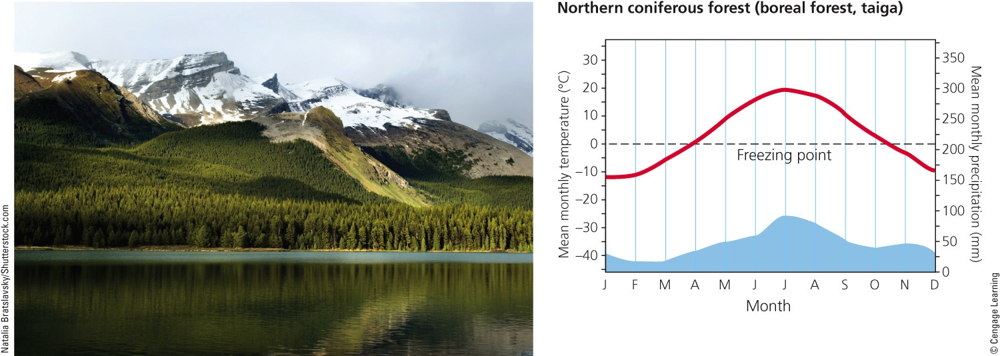 Natalia Bratslavsky/Shutterstock.com
Northern coniferous forest (boreal forest, taiga)
Mean monthly temperature (°C)
30
20
10
0
–10
–20
–30
–40
Freezing point
350
300
250
200
150
100
50
0
Mean monthly precipitation (mm)
J F M A M J J A S O N D
Month
© Cengage Learning